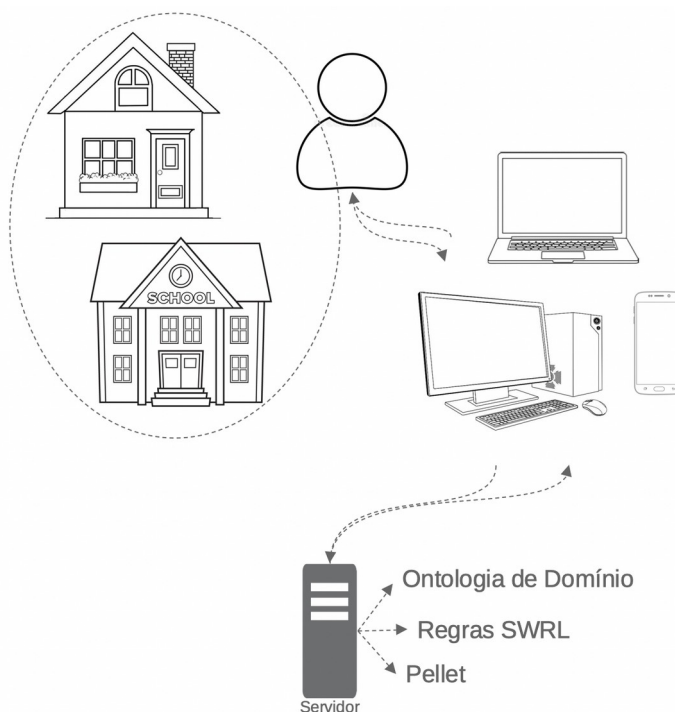 SCHOOL
Ontologia de Domínio
Regras SWRL
Pellet
Servidor